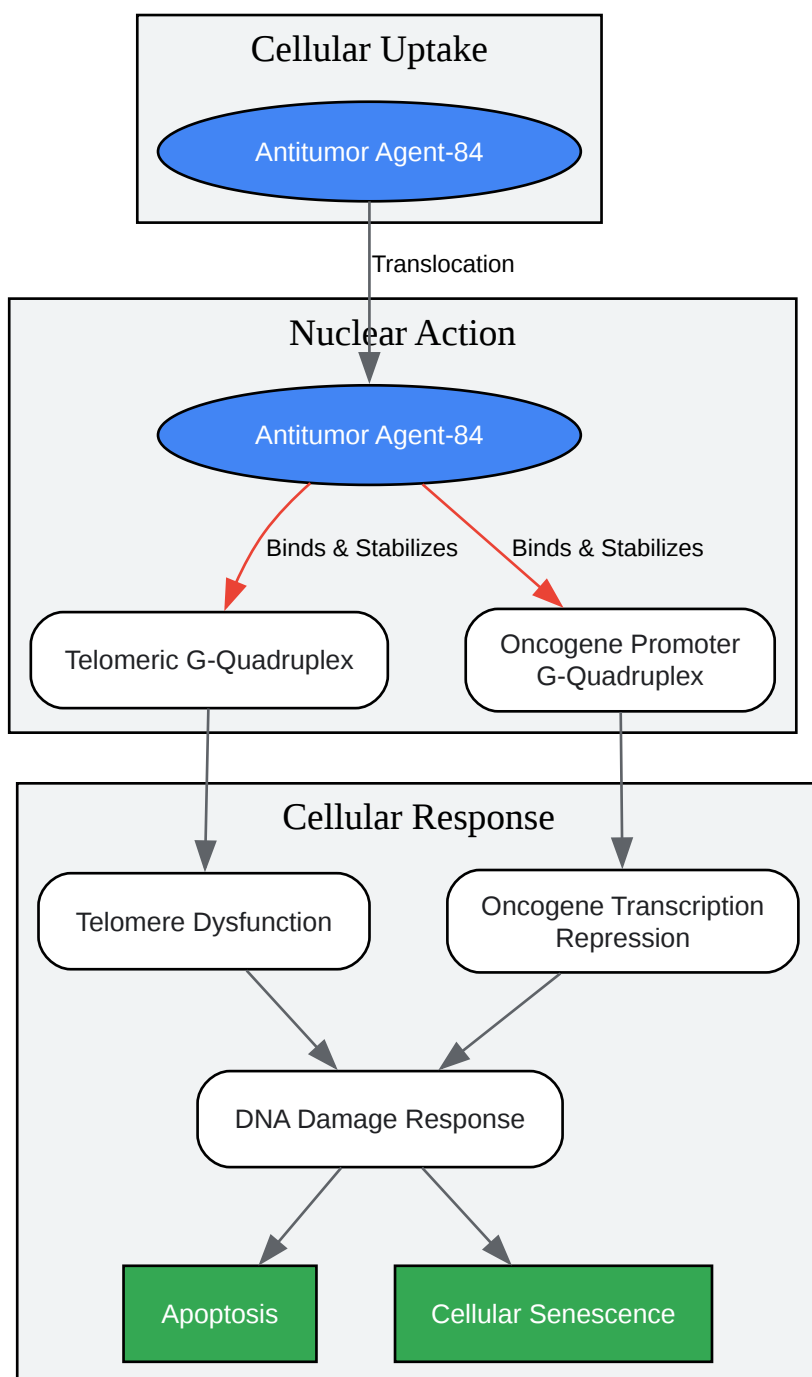 Cellular Uptake
Antitumor Agent-84
Translocation
Nuclear Action
Antitumor Agent-84
Binds & Stabilizes
Binds & Stabilizes
Telomeric G-Quadruplex
Oncogene Promoter
G-Quadruplex
Cellular Response
Telomere Dysfunction
Oncogene Transcription
Repression
DNA Damage Response
Apoptosis
Cellular Senescence